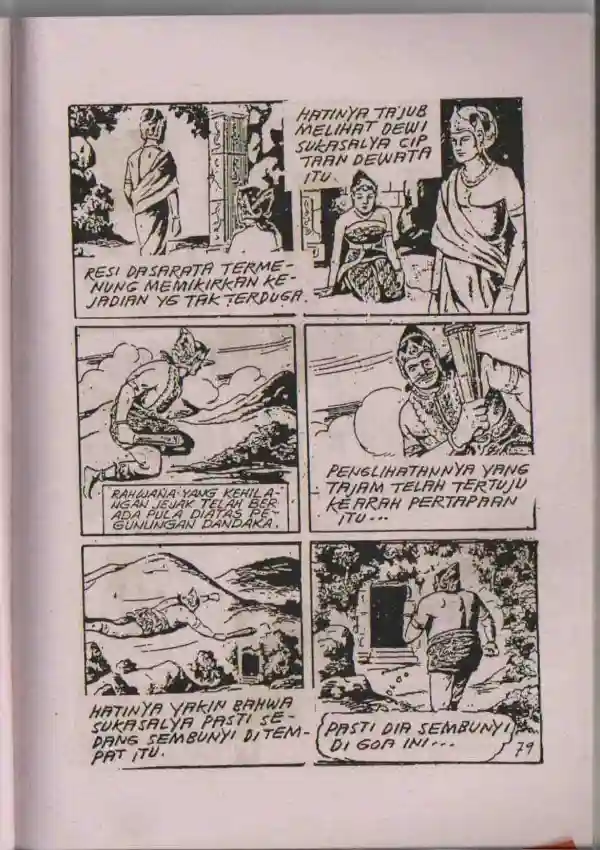 RESI DASARATA TERME-
NUNG MEMIKIRKAN KE-
JADIAN YG TAK TERDUGA.
HATINYA TAJUB
MELIHAT DEWI
SUKASALYA CIP
TAAN DEWATA
ITU.
RAHWANA YANG KEHILA-
NGAN JEJAK TELAH BER
ADA PULA DIATAS PE-
GUNUNGAN DANDAKA.
PENGLIHATANNYA YANG
TAJAM TELAH TERTUJU
KEARAH PERTAPAAN
ITU...
HATINYA YAKIN BAHWA
SUKASALYA PASTI SE-
DANG SEMBUNYI DITEM-
PAT ITU.
PASTI DIA SEMBUNYI
DI GOA INI...
79